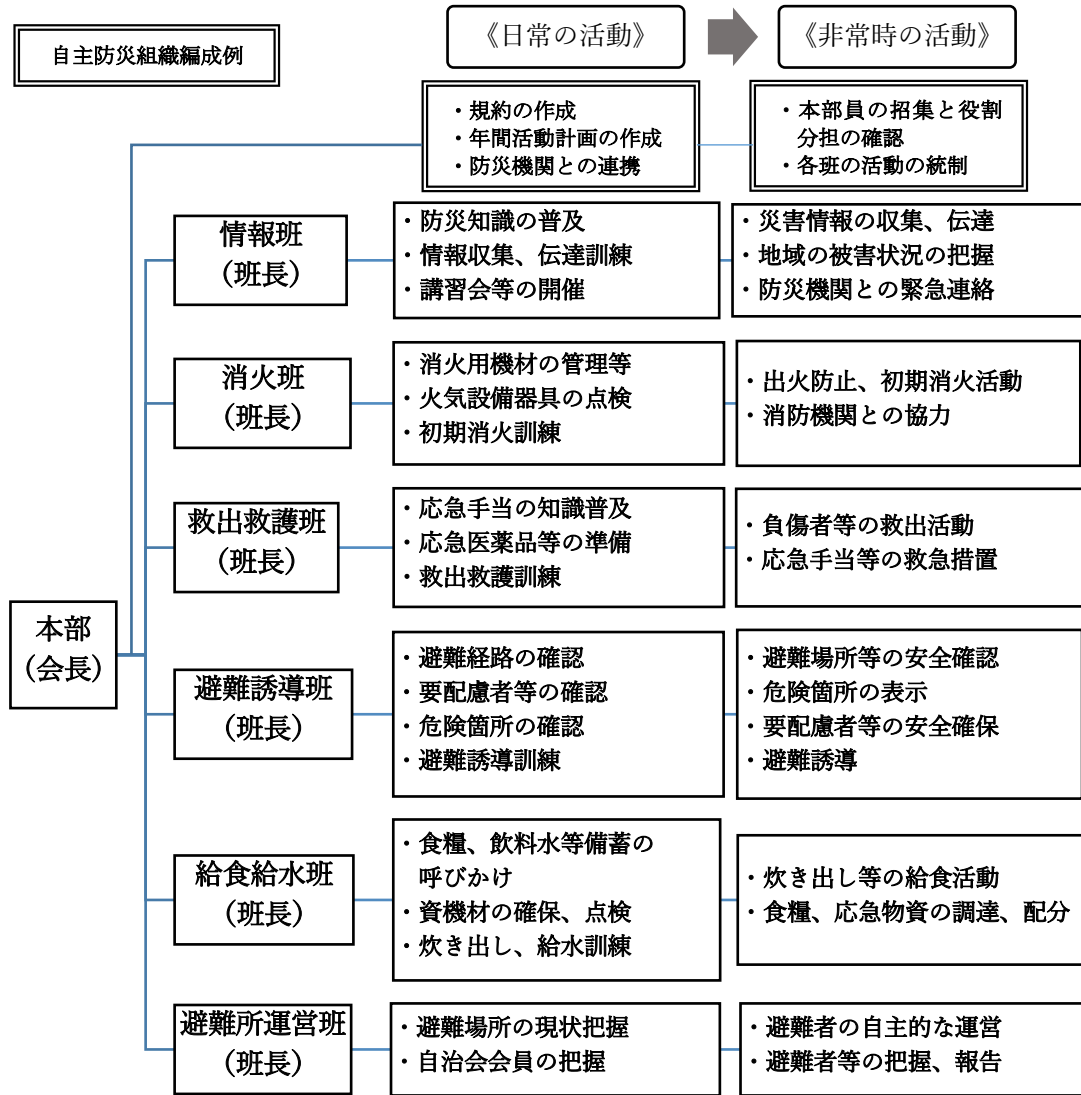 自主防災組織編成例
《日常の活動》
《非常時の活動》
・規約の作成
・年間活動計画の作成
・防災機関との連携
・本部員の招集と役割
分担の確認
・各班の活動の統制
本部
(会長)
情報班
(班長)
・防災知識の普及
・情報収集、伝達訓練
・講習会等の開催
・災害情報の収集、伝達
・地域の被害状況の把握
・防災機関との緊急連絡
消火班
(班長)
・消火用機材の管理等
・火気設備器具の点検
・初期消火訓練
・出火防止、初期消火活動
・消防機関との協力
救出救護班
(班長)
・応急手当の知識普及
・応急医薬品等の準備
・救出救護訓練
・負傷者等の救出活動
・応急手当等の救急措置
避難誘導班
(班長)
・避難経路の確認
・要配慮者等の確認
・危険箇所の確認
・避難誘導訓練
・避難場所等の安全確認
・危険箇所の表示
・要配慮者等の安全確保
・避難誘導
給食給水班
(班長)
・食糧、飲料水等備蓄の
呼びかけ
・資機材の確保、点検
・炊き出し、給水訓練
・炊き出し等の給食活動
・食糧、応急物資の調達、配分
避難所運営班
(班長)
・避難場所の現状把握
・自治会会員の把握
・避難者の自主的な運営
・避難者等の把握、報告